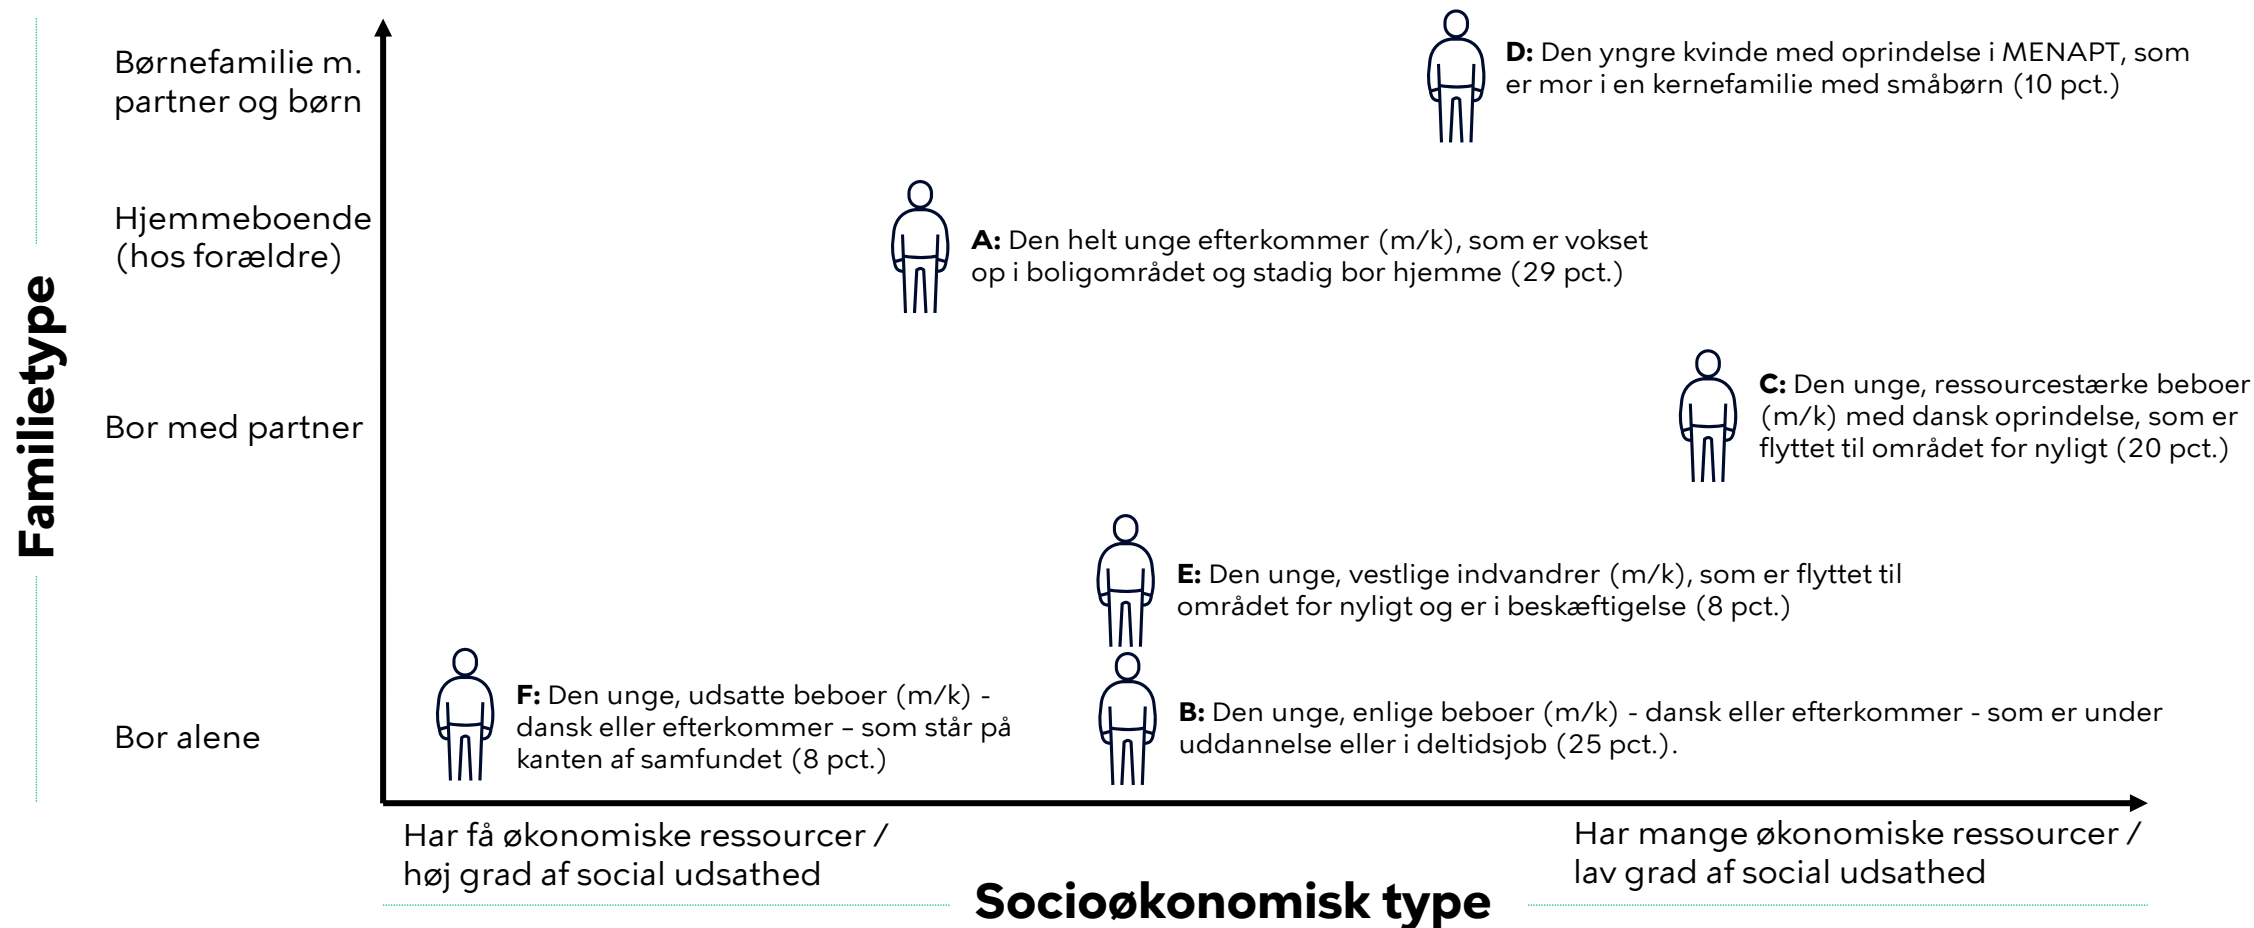 Familietype
Børnefamilie m.
partner og børn
Hjemmeboende
(hos forældre)
Bor med partner
Bor alene
D: Den yngre kvinde med oprindelse i MENAPT, som
er mor i en kernefamilie med småbørn (10 pct.)
A: Den helt unge efterkommer (m/k), som er vokset
op i boligområdet og stadig bor hjemme (29 pct.)
C: Den unge, ressourcestærke beboer
(m/k) med dansk oprindelse, som er
flyttet til området for nyligt (20 pct.)
E: Den unge, vestlige indvandrer (m/k), som er flyttet til
området for nyligt og er i beskæftigelse (8 pct.)
F: Den unge, udsatte beboer (m/k) -
dansk eller efterkommer – som står på
kanten af samfundet (8 pct.)
B: Den unge, enlige beboer (m/k) - dansk eller efterkommer - som er under
uddannelse eller i deltidsjob (25 pct.).
Har få økonomiske ressourcer /
høj grad af social udsathed
Har mange økonomiske ressourcer /
lav grad af social udsathed
Socioøkonomisk type